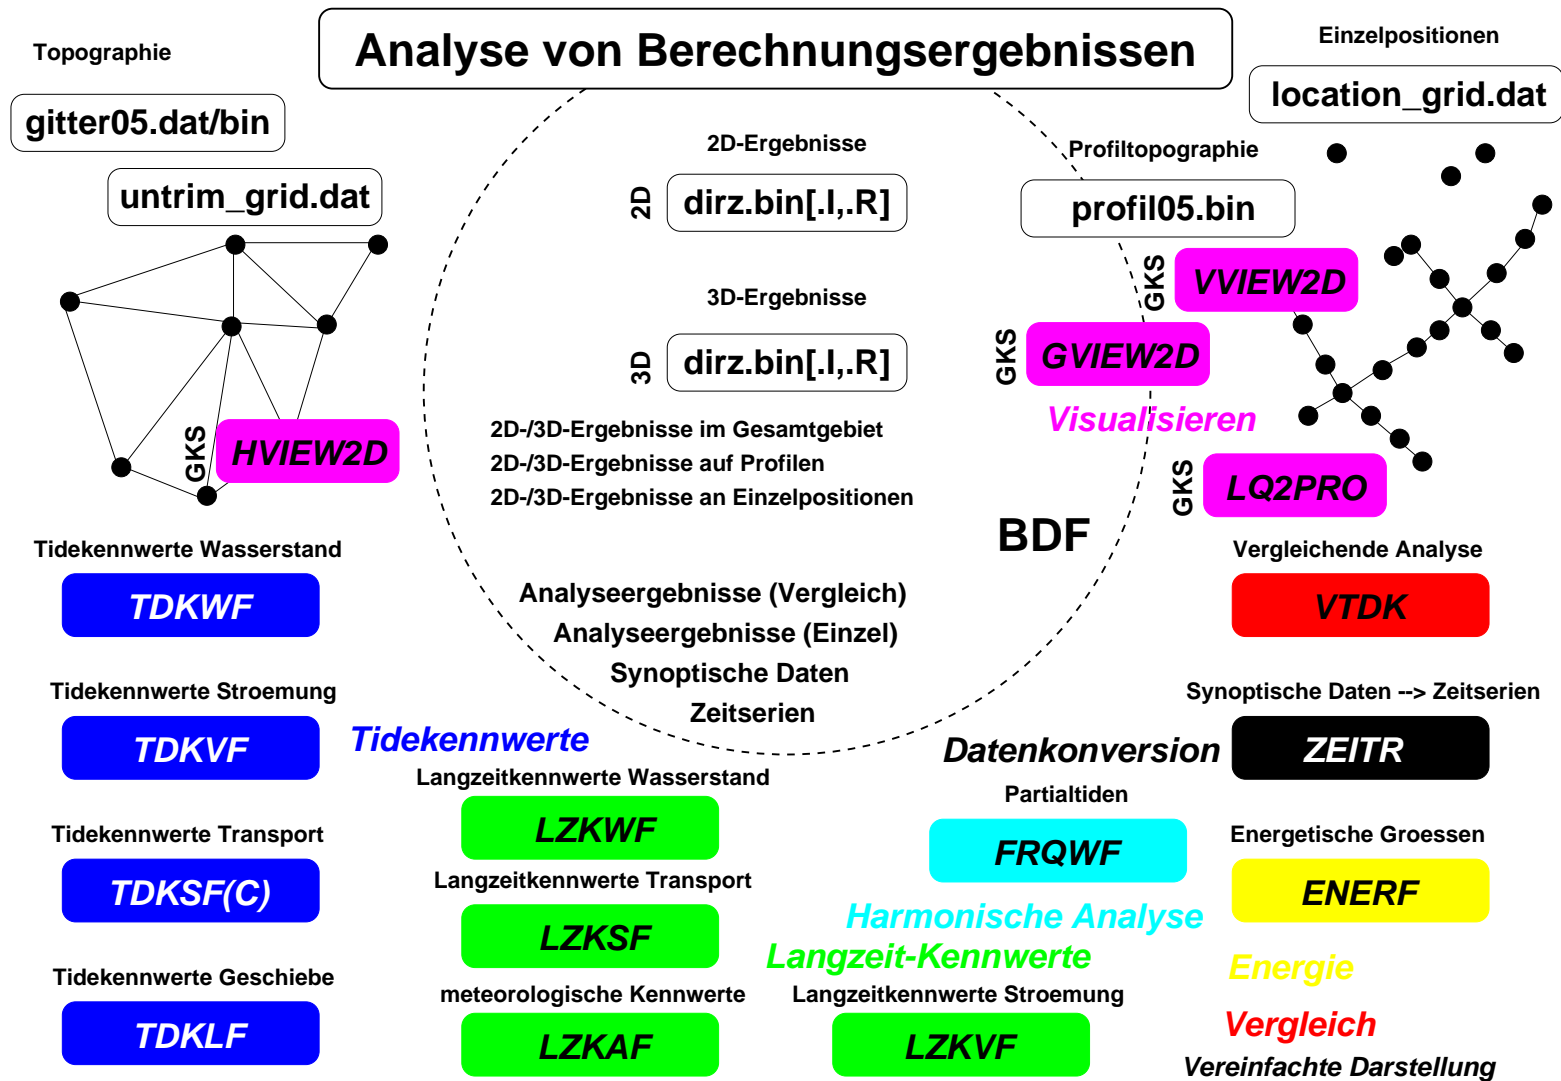 Analyse von Berechnungsergebnissen
Topographie
gitter05.dat/bin
untrim_grid.dat
GKS
HVIEW2D
2D-Ergebnisse
2D
dirz.bin[.I,.R]
3D-Ergebnisse
3D
dirz.bin[.I,.R]
2D-/3D-Ergebnisse im Gesamtgebiet
2D-/3D-Ergebnisse auf Profilen
2D-/3D-Ergebnisse an Einzelpositionen
BDF
Analyseergebnisse (Vergleich)
Analyseergebnisse (Einzel)
Synoptische Daten
Zeitserien
Einzelpositionen
location_grid.dat
Profiltopographie
profil05.bin
GKS
VVIEW2D
GKS
GVIEW2D
Visualisieren
GKS
LQ2PRO
Tidekennwerte Wasserstand
TDKWF
Tidekennwerte Stroemung
TDKVF
Tidekennwerte
Tidekennwerte Transport
TDKSF(C)
Tidekennwerte Geschiebe
TDKLF
Langzeitkennwerte Wasserstand
LZKWF
Langzeitkennwerte Transport
LZKSF
meteorologische Kennwerte
LZKAF
Vergleichende Analyse
VTDK
Synoptische Daten --> Zeitserien
Datenkonversion
ZEITR
Partialtiden
FRQWF
Harmonische Analyse
Langzeit-Kennwerte
Langzeitkennwerte Stroemung
LZKVF
Energetische Groessen
ENERF
Energie
Vergleich
Vereinfachte Darstellung